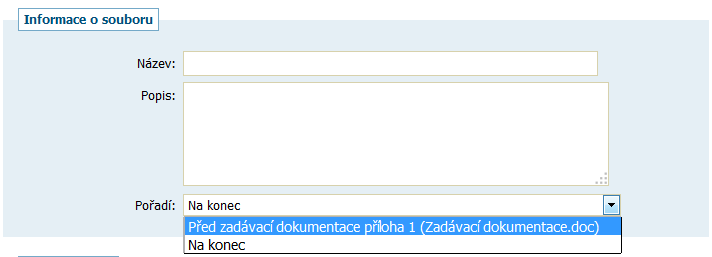 Informace o souboru
Název:
Popis:
Pořadí: Na konec
Před zadávací dokumentace příloha 1 (Zadávací dokumentace.doc)
Na konec